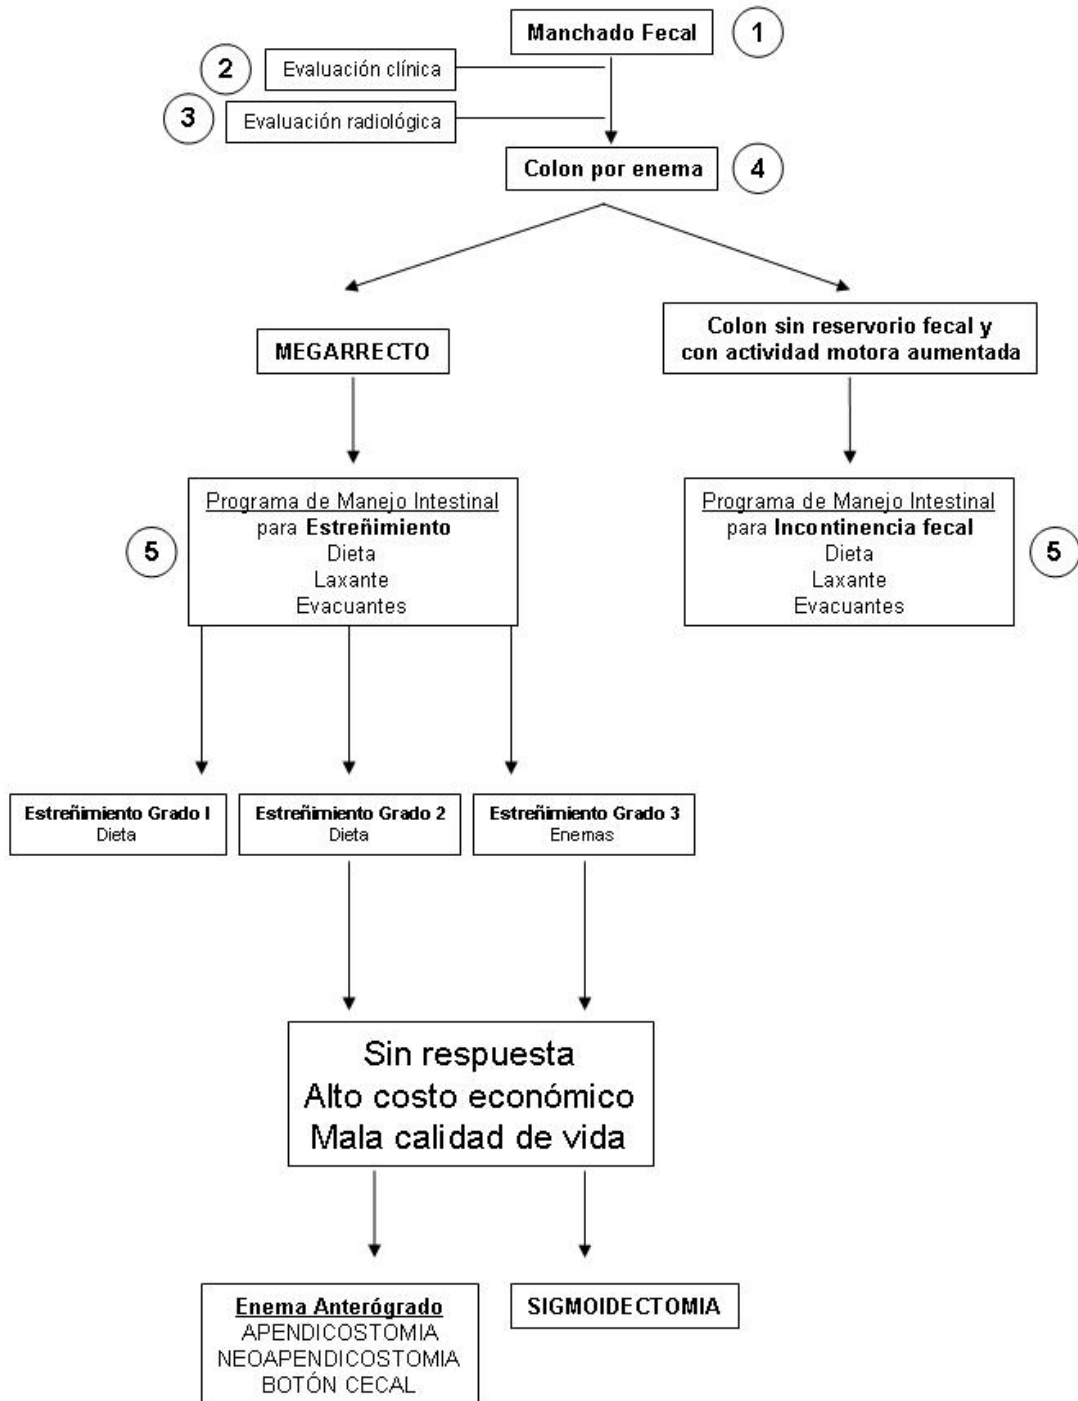 Manchado Fecal
1
2
Evaluación clínica
3
Evaluación radiológica
Colon por enema
4
MEGARRECTO
Colon sin reservorio fecal y
con actividad motora aumentada
5
Programa de Manejo Intestinal
para Estreñimiento
Dieta
Laxante
Evacuantes
Programa de Manejo Intestinal
para Incontinencia fecal
Dieta
Laxante
Evacuantes
5
Estreñimiento Grado I
Dieta
Estreñimiento Grado 2
Dieta
Estreñimiento Grado 3
Enemas
Sin respuesta
Alto costo económico
Mala calidad de vida
Enema Anterógrado
APENDICOSTOMIA
NEOAPENDICOSTOMIA
BOTÓN CECAL
SIGMOIDECTOMIA